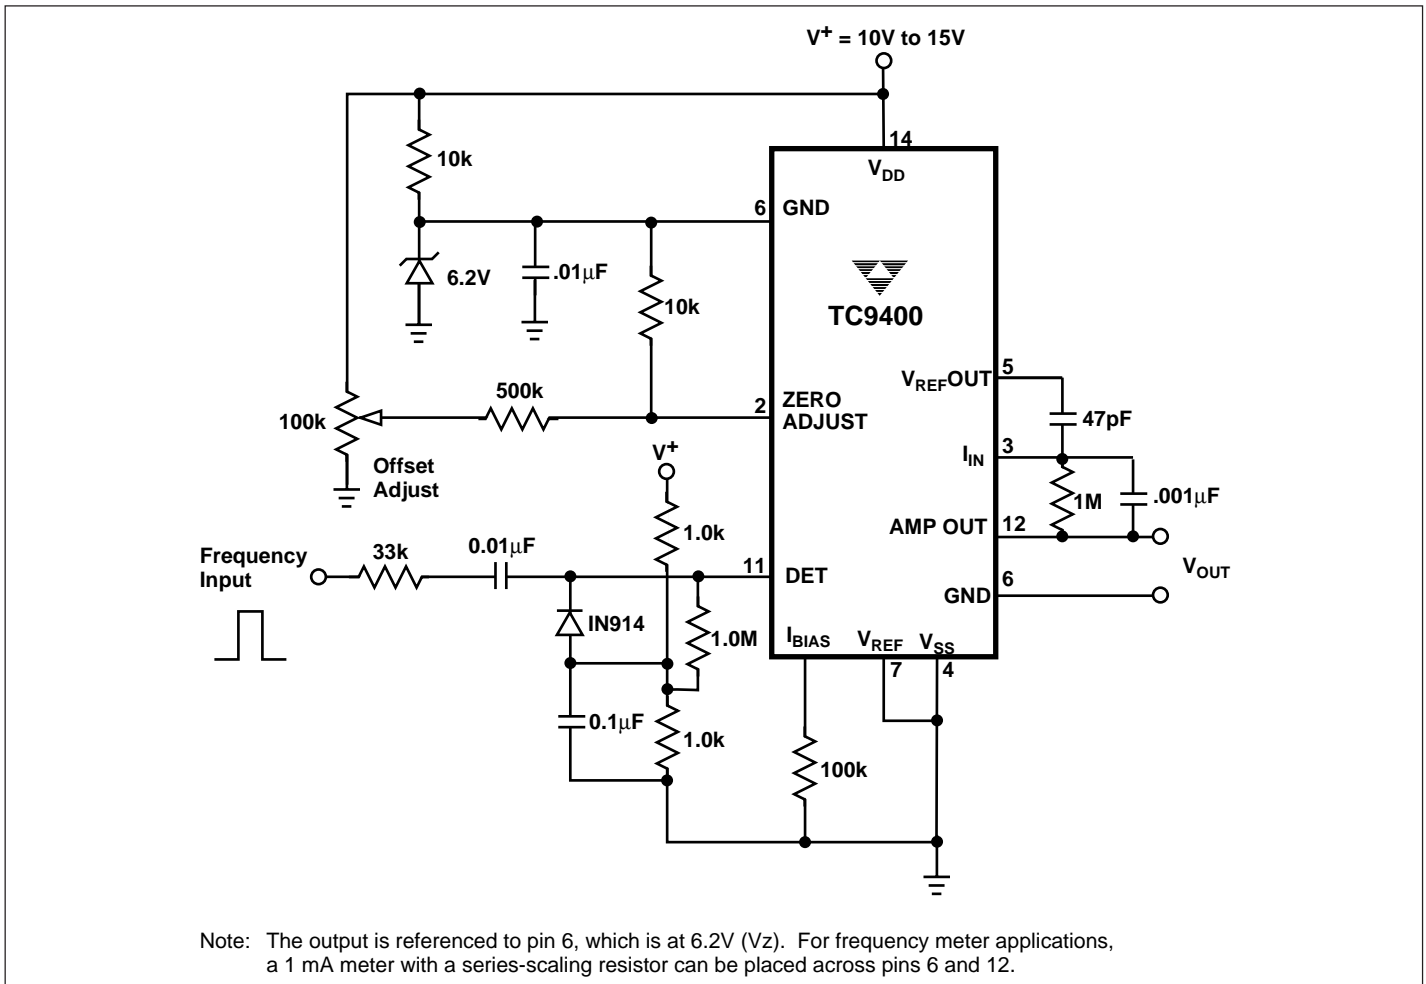 V+ = 10V to 15V
14
VDD
10k
6
GND
6.2V
.01μF
10k
TC9400
5
VREFOUT
500k
2
ZERO
ADJUST
100k
47pF
Offset
Adjust
V+
3
IIN
1M
.001μF
1.0k
AMP OUT
12
Frequency
Input
33k
0.01μF
11
DET
VOUT
6
GND
IN914
1.0M
IBIAS
VREF
VSS
7
4
0.1μF
1.0k
100k
Note: The output is referenced to pin 6, which is at 6.2V (Vz). For frequency meter applications,
a 1 mA meter with a series-scaling resistor can be placed across pins 6 and 12.